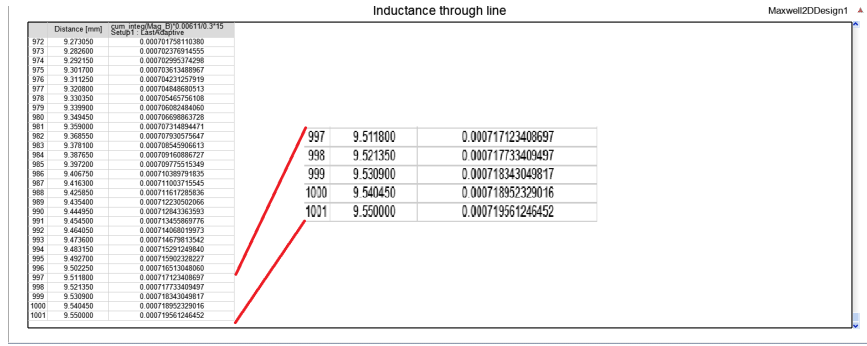 Inductance through line
Maxwell2DDesign1
Distance [mm] cum_integ(Mag_B)*0.00611/0.3*15
Setup1 : LastAdaptive
972 9.273050 0.000701758110380
973 9.282600 0.000702376914555
974 9.292150 0.000702995374298
975 9.301700 0.000703613488967
976 9.311250 0.000704231257919
977 9.320800 0.000704848680513
978 9.330350 0.000705465756108
979 9.339900 0.000706082484060
980 9.349450 0.000706698863728
981 9.359000 0.000707314894471
982 9.368550 0.000707930575647
983 9.378100 0.000708545906613
984 9.387650 0.000709160886727
985 9.397200 0.000709775515349
986 9.406750 0.000710389791835
987 9.416300 0.000711003715545
988 9.425850 0.000711617285836
989 9.435400 0.000712230502066
990 9.444950 0.000712843363593
991 9.454500 0.000713455869776
992 9.464050 0.000714068019973
993 9.473600 0.000714679813542
994 9.483150 0.000715291249840
995 9.492700 0.000715902328227
996 9.502250 0.000716513048060
997 9.511800 0.000717123408697
998 9.521350 0.000717733409497
999 9.530900 0.000718343049817
1000 9.540450 0.000718952329016
1001 9.550000 0.000719561246452
997 9.511800 0.000717123408697
998 9.521350 0.000717733409497
999 9.530900 0.000718343049817
1000 9.540450 0.000718952329016
1001 9.550000 0.000719561246452